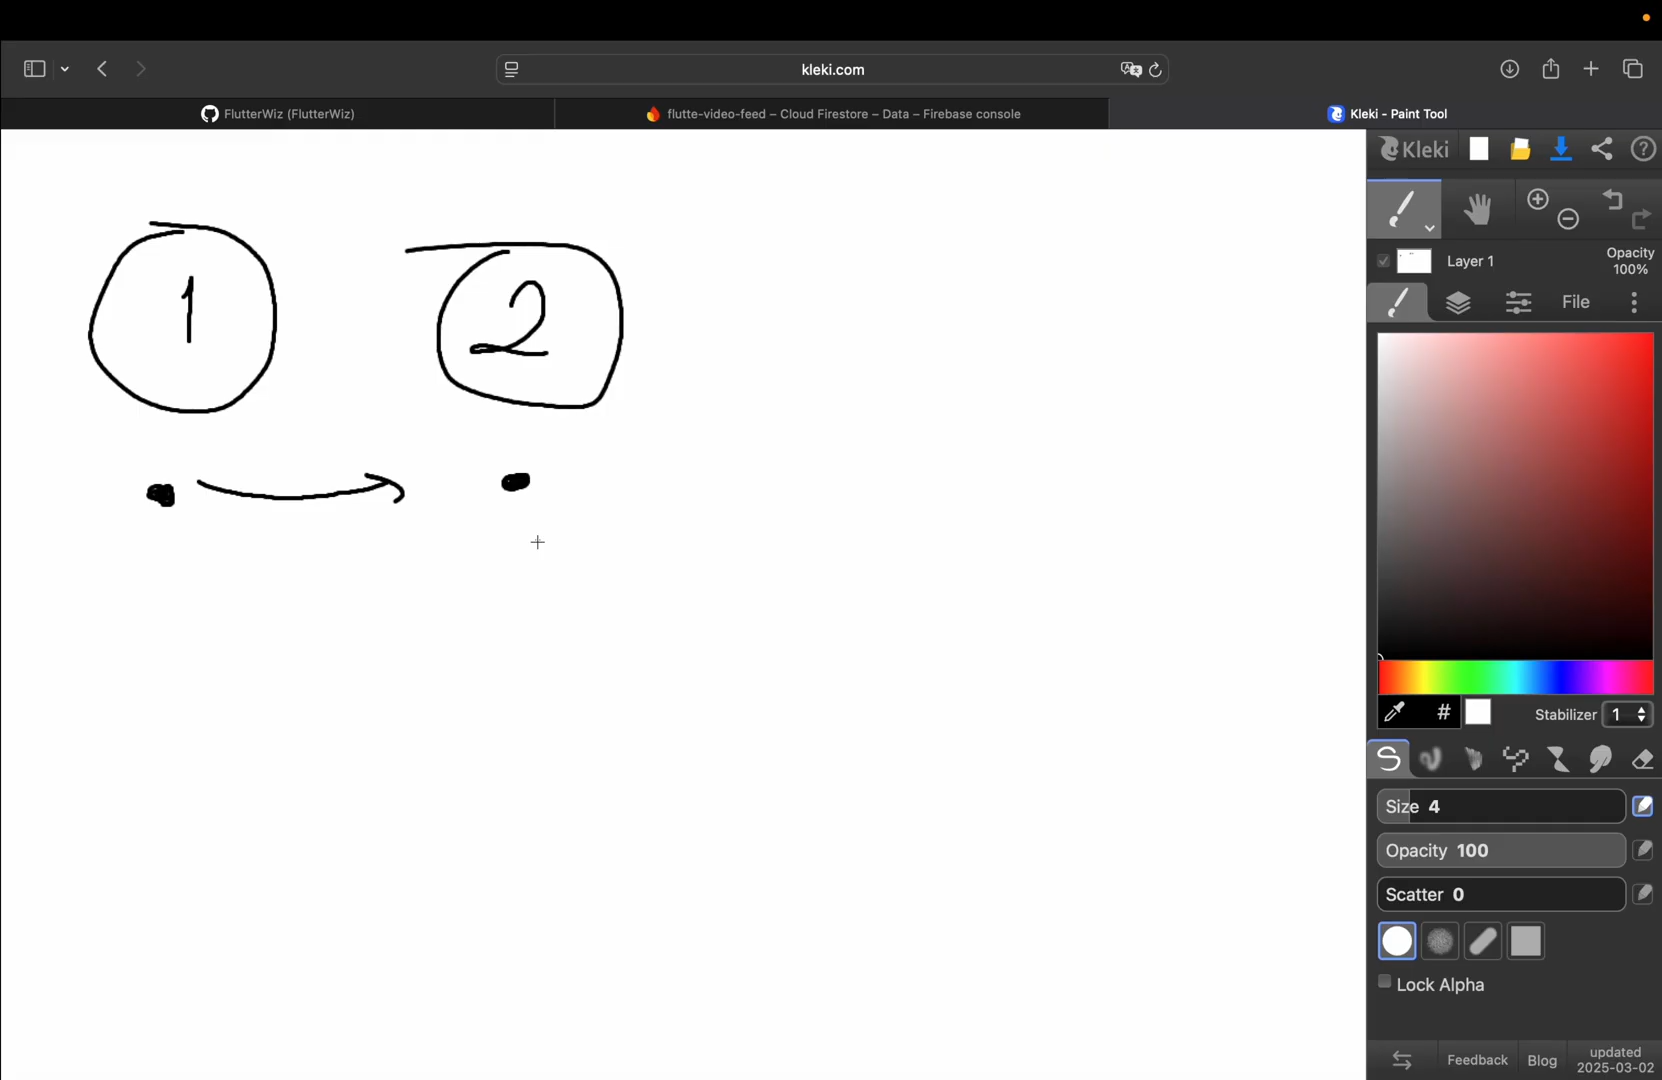 kleki.com
FlutterWiz (FlutterWiz)
flutte-video-feed – Cloud Firestore – Data – Firebase console
Kleki - Paint Tool
Kleki
Layer 1
Opacity
100%
File
1
2
Stabilizer 1
Size 4
Opacity 100
Scatter 0
Lock Alpha
Feedback
Blog
updated
2025-03-02